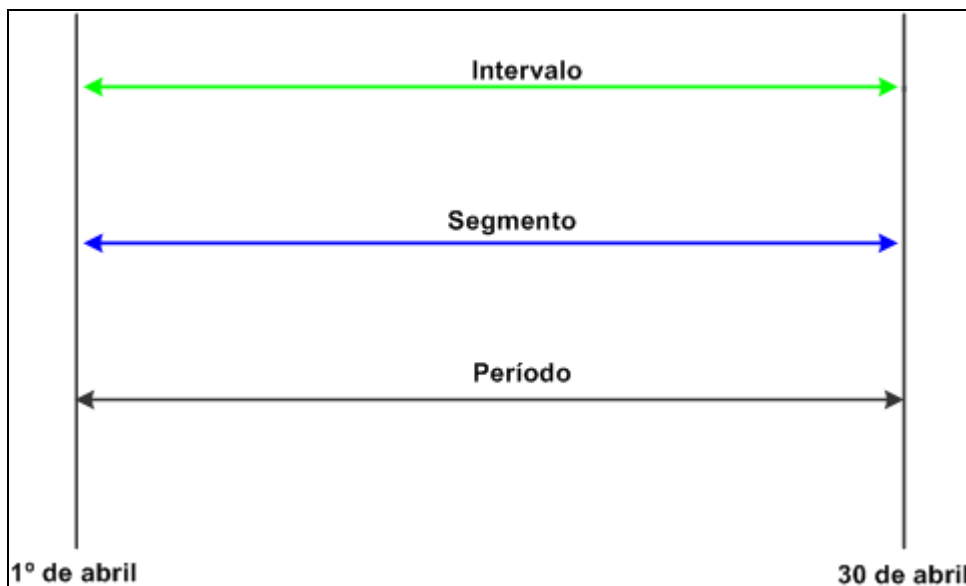 Intervalo
Segmento
Período
1º de abril
30 de abril